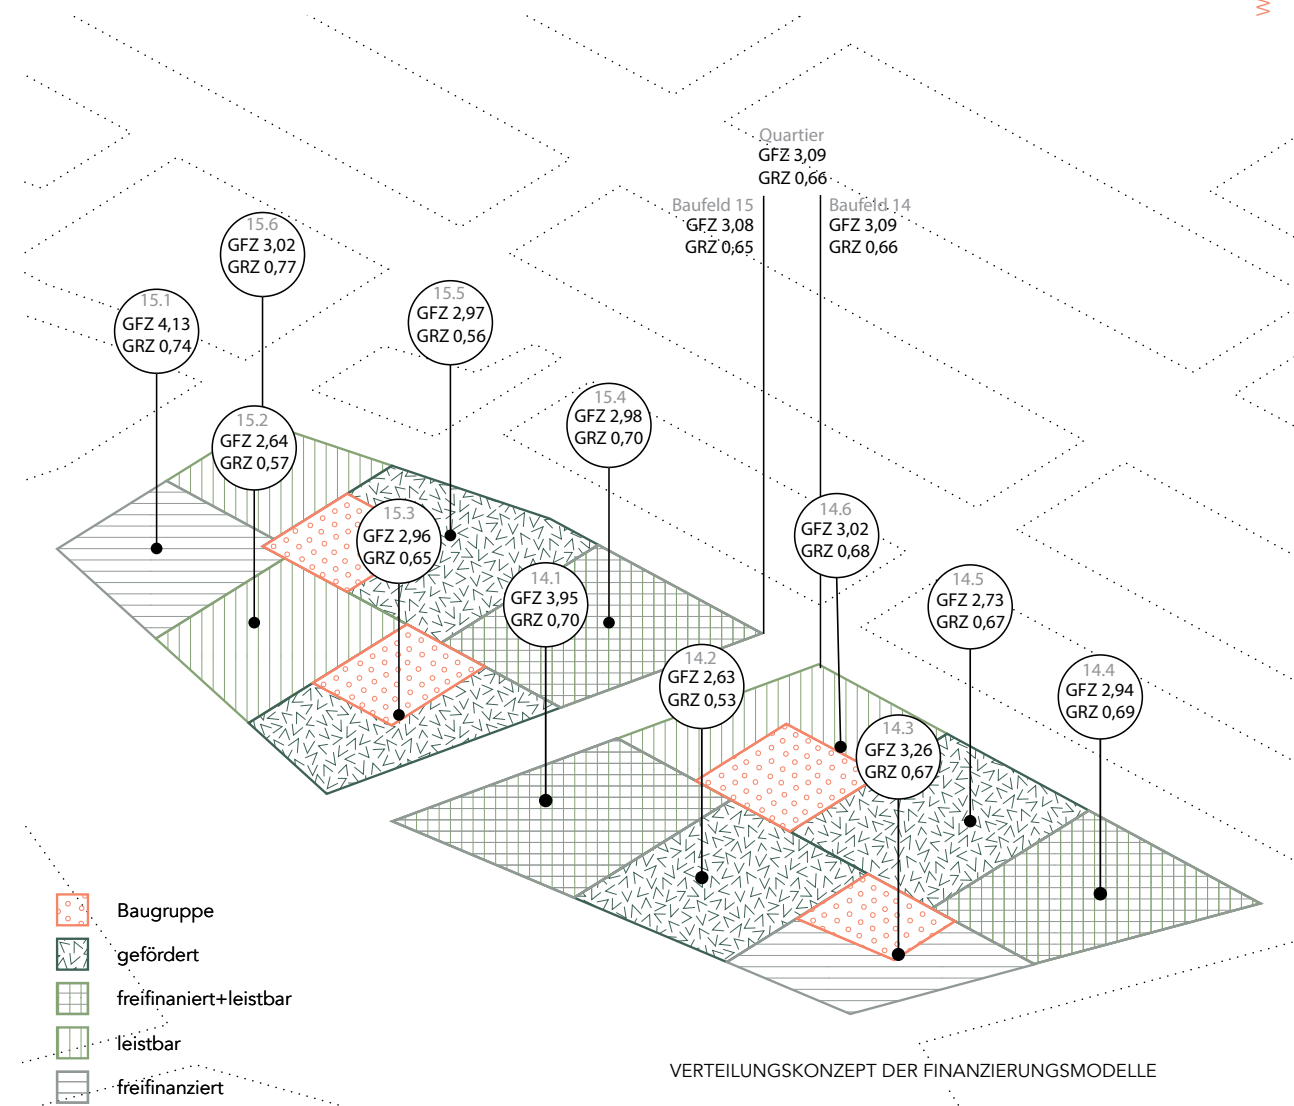 W
Quartier
GFZ 3,09
GRZ 0,66
Baufeld 15
GFZ 3,08
GRZ 0,65
Baufeld 14
GFZ 3,09
GRZ 0,66
15.6
GFZ 3,02
GRZ 0,77
15.1
GFZ 4,13
GRZ 0,74
15.5
GFZ 2,97
GRZ 0,56
15.2
GFZ 2,64
GRZ 0,57
15.4
GFZ 2,98
GRZ 0,70
15.3
GFZ 2,96
GRZ 0,65
14.6
GFZ 3,02
GRZ 0,68
14.1
GFZ 3,95
GRZ 0,70
14.5
GFZ 2,73
GRZ 0,67
14.2
GFZ 2,63
GRZ 0,53
14.4
GFZ 2,94
GRZ 0,69
14.3
GFZ 3,26
GRZ 0,67
Baugruppe
gefördert
freifinaniert+leistbar
leistbar
freifinanziert
VERTEILUNGSKONZEPT DER FINANZIERUNGSMODELLE